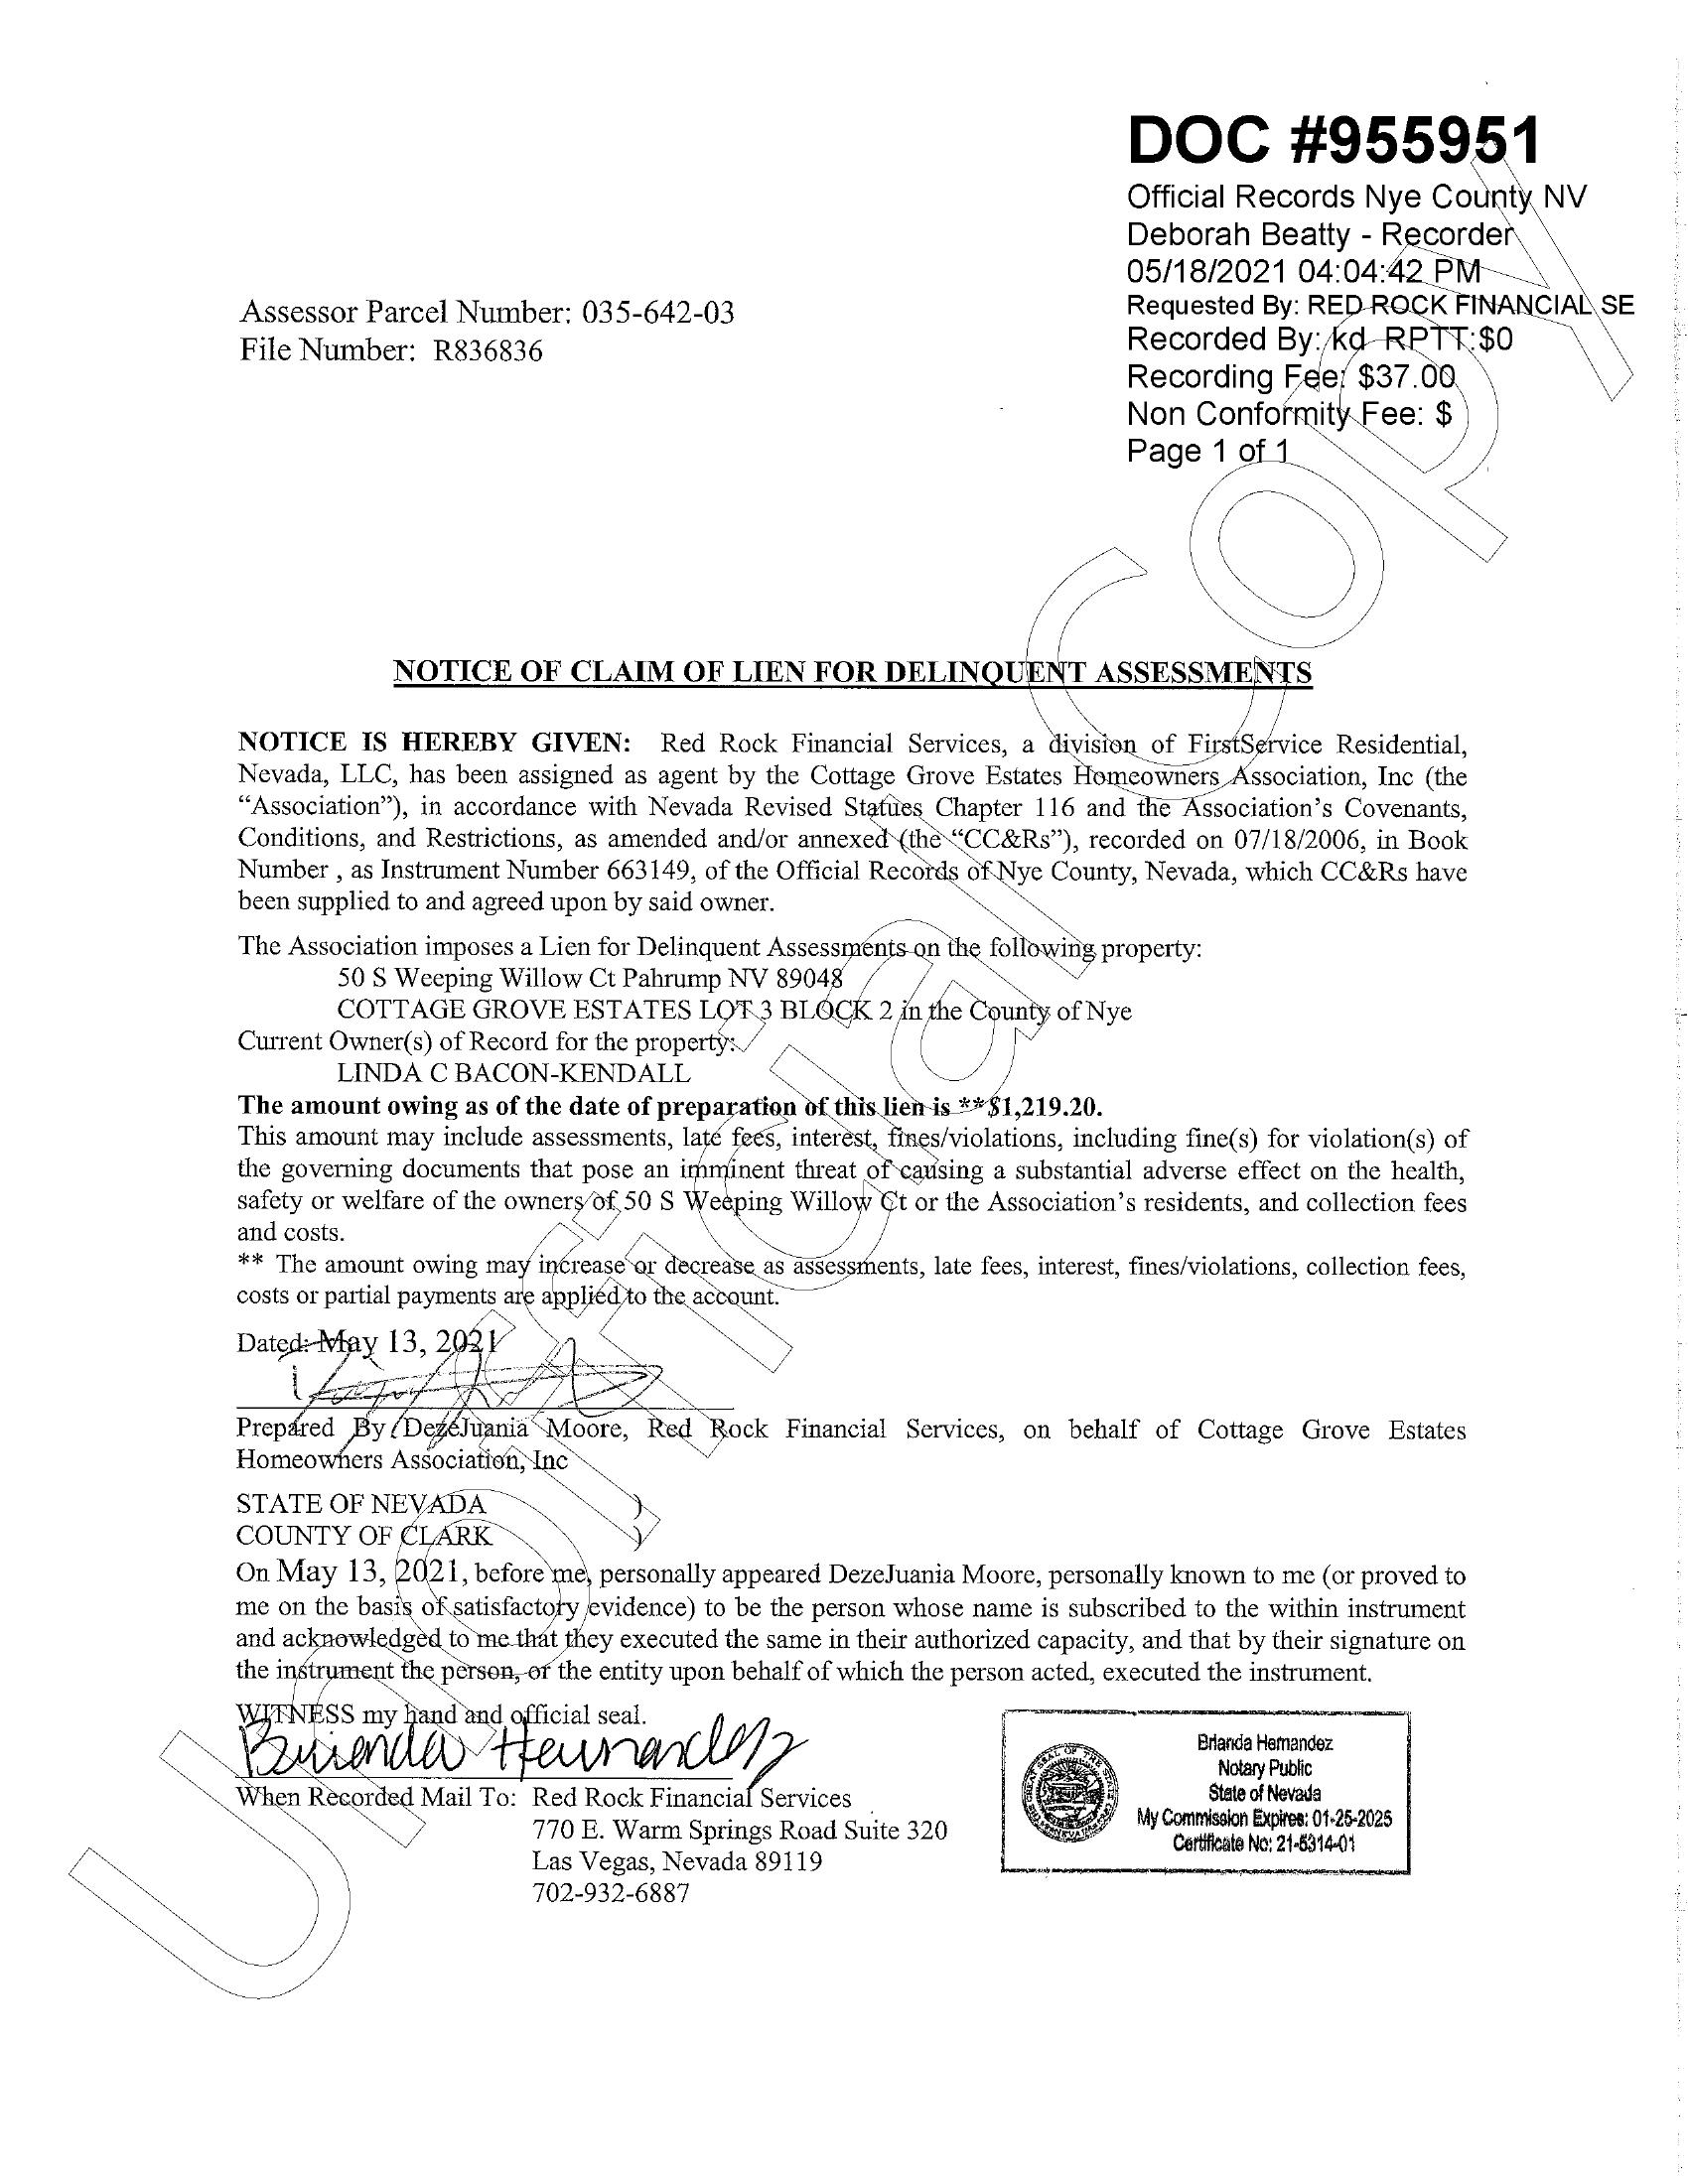 DOC #955951
Official Records Nye County NV
Deborah Beatty - Recorder
05/18/2021 04:04:42 PM
Requested By: RED ROCK FINANCIAL SE
Recorded By: kd RPTT:$0
Recording Fee: $37.00
Non Conformity Fee: $
Page 1 of 1
Assessor Parcel Number: 035-642-03
File Number: R836836
NOTICE OF CLAIM OF LIEN FOR DELINQUENT ASSESSMENTS
NOTICE IS HEREBY GIVEN: Red Rock Financial Services, a division of FirstService Residential,
Nevada, LLC, has been assigned as agent by the Cottage Grove Estates Homeowners Association, Inc (the
“Association”), in accordance with Nevada Revised Statues Chapter 116 and the Association’s Covenants,
Conditions, and Restrictions, as amended and/or annexed (the “CC&Rs”), recorded on 07/18/2006, in Book
Number , as Instrument Number 663149, of the Official Records of Nye County, Nevada, which CC&Rs have
been supplied to and agreed upon by said owner.
The Association imposes a Lien for Delinquent Assessments on the following property:
50 S Weeping Willow Ct Pahrump NV 89048
COTTAGE GROVE ESTATES LOT 3 BLOCK 2 in the County of Nye
Current Owner(s) of Record for the property:
LINDA C BACON-KENDALL
The amount owing as of the date of preparation of this lien is **$1,219.20.
This amount may include assessments, late fees, interest, fines/violations, including fine(s) for violation(s) of
the governing documents that pose an imminent threat of causing a substantial adverse effect on the health,
safety or welfare of the owners of 50 S Weeping Willow Ct or the Association’s residents, and collection fees
and costs.
** The amount owing may increase or decrease as assessments, late fees, interest, fines/violations, collection fees,
costs or partial payments are applied to the account.
Dated: May 13, 2021
Prepared By DezeJuania Moore, Red Rock Financial Services, on behalf of Cottage Grove Estates
Homeowners Association, Inc
STATE OF NEVADA )
COUNTY OF CLARK )
On May 13, 2021, before me, personally appeared DezeJuania Moore, personally known to me (or proved to
me on the basis of satisfactory evidence) to be the person whose name is subscribed to the within instrument
and acknowledged to me that they executed the same in their authorized capacity, and that by their signature on
the instrument the person, or the entity upon behalf of which the person acted, executed the instrument.
WITNESS my hand and official seal.
Brianda Hernandez
When Recorded Mail To: Red Rock Financial Services
770 E. Warm Springs Road Suite 320
Las Vegas, Nevada 89119
702-932-6887
Brianda Hernandez
Notary Public
State of Nevada
My Commission Expires: 01-25-2025
Certificate No: 21-5314-01
Unofficial Copy